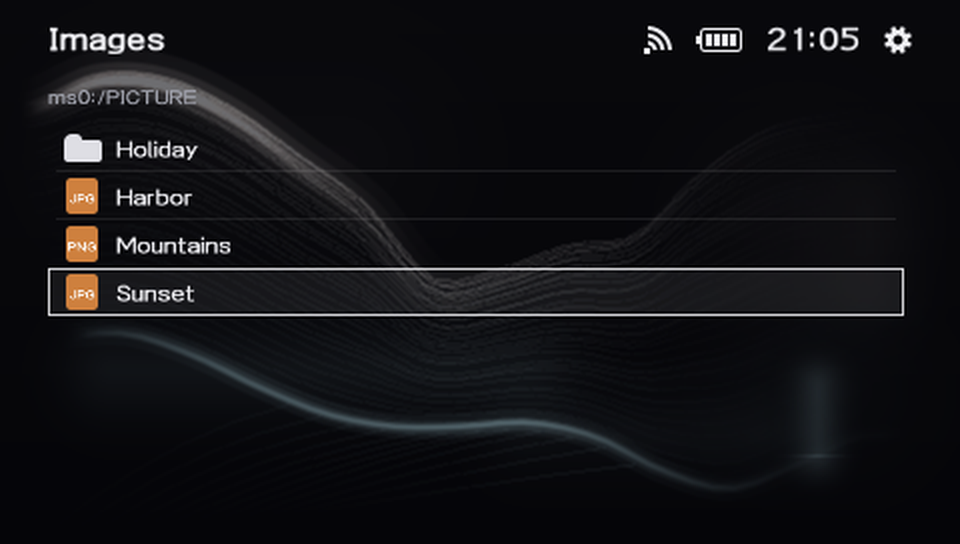 Images 21:05
ms0:/PICTURE
Holiday
JPG Harbor
PNG Mountains
JPG Sunset